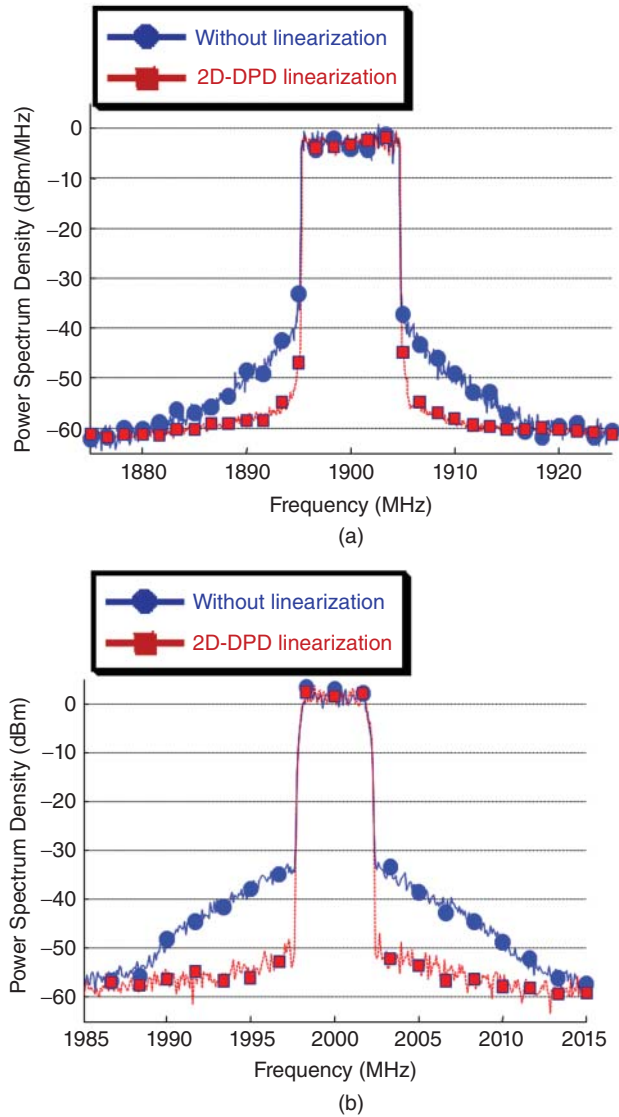 Without linearization
2D-DPD linearization
Power Spectrum Density (dBm/MHz)
0
−10
−20
−30
−40
−50
−60
1880 1890 1900 1910 1920
Frequency (MHz)
(a)
Without linearization
2D-DPD linearization
Power Spectrum Density (dBm)
0
−10
−20
−30
−40
−50
−60
1985 1990 1995 2000 2005 2010 2015
Frequency (MHz)
(b)